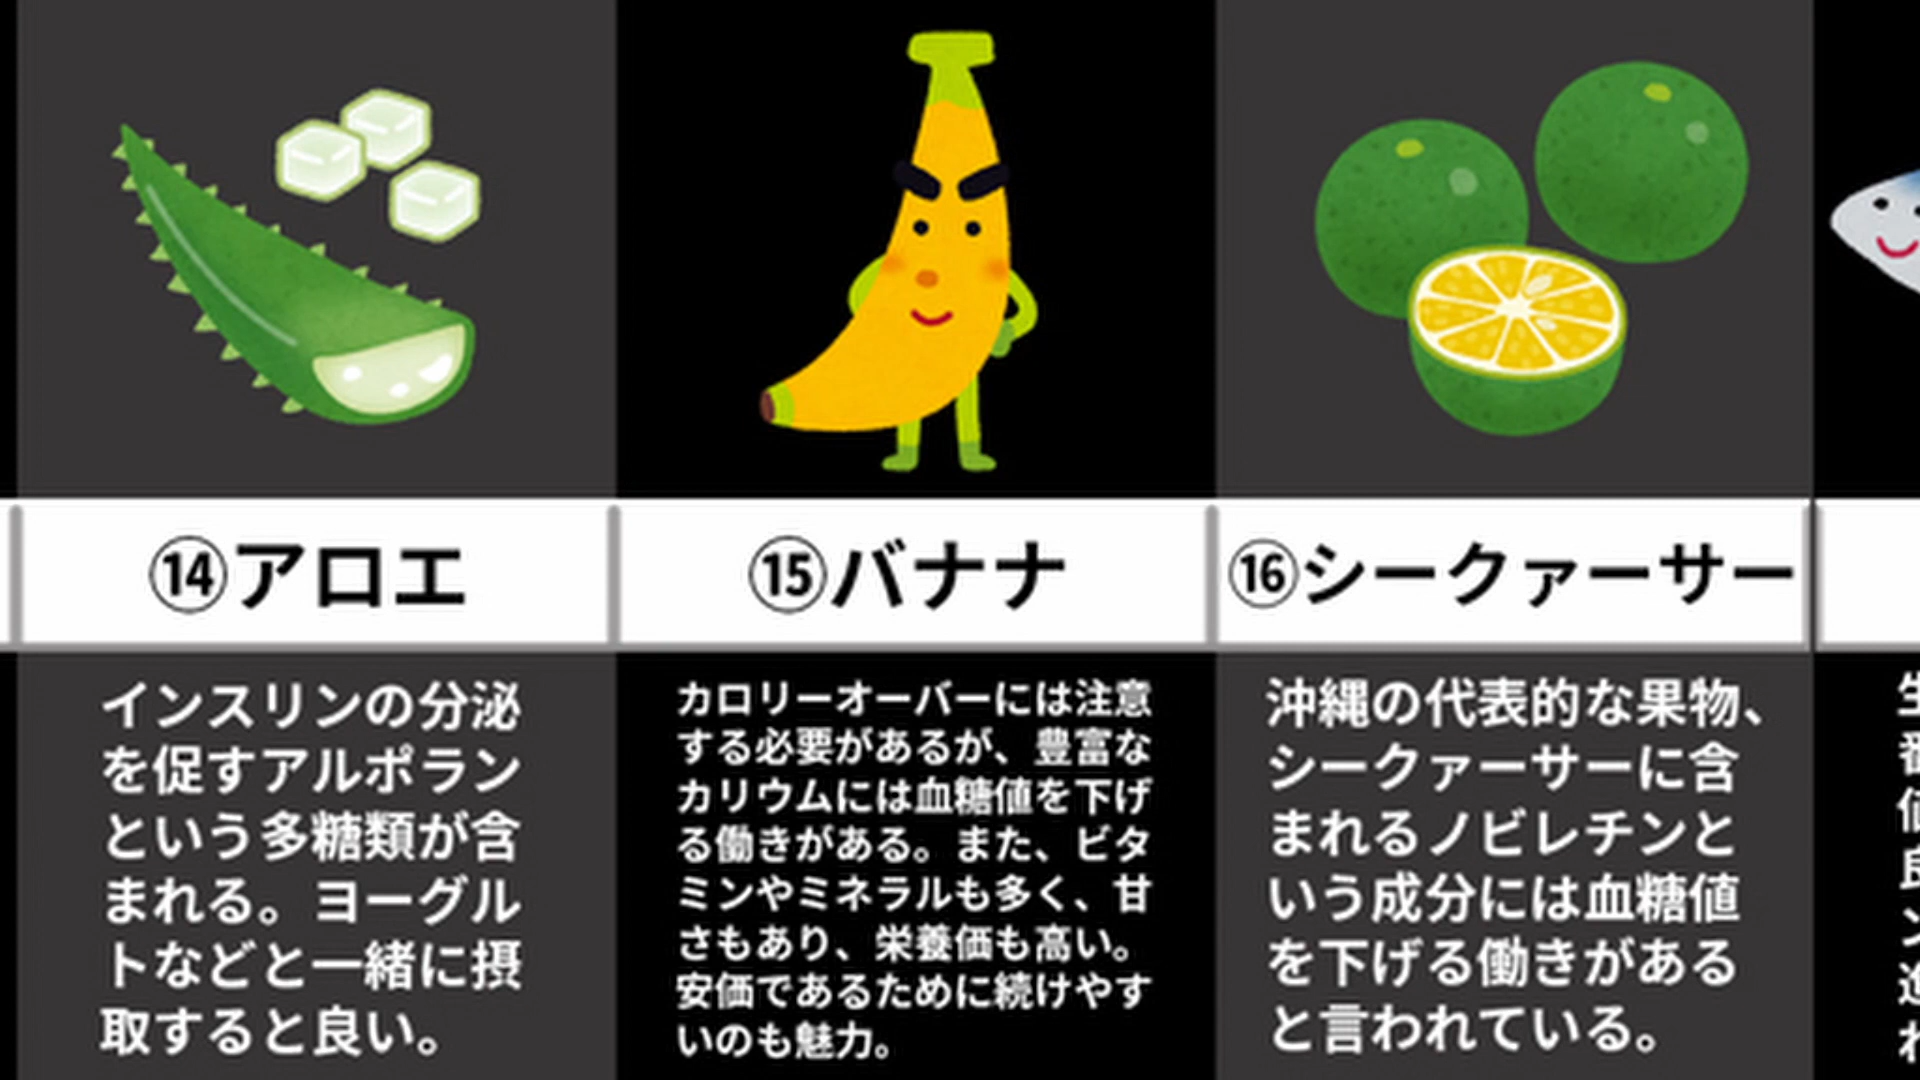 ⑭アロエ
インスリンの分泌
を促すアルポラン
という多糖類が含
まれる。ヨーグル
トなどと一緒に摂
取すると良い。
⑮バナナ
カロリーオーバーには注意
する必要があるが、豊富な
カリウムには血糖値を下げ
る働きがある。また、ビタ
ミンやミネラルも多く、甘
さもあり、栄養価も高い。
安価であるために続けやす
いのも魅力。
⑯シークァーサー
沖縄の代表的な果物、
シークァーサーに含
まれるノビレチンと
いう成分には血糖値
を下げる働きがある
と言われている。